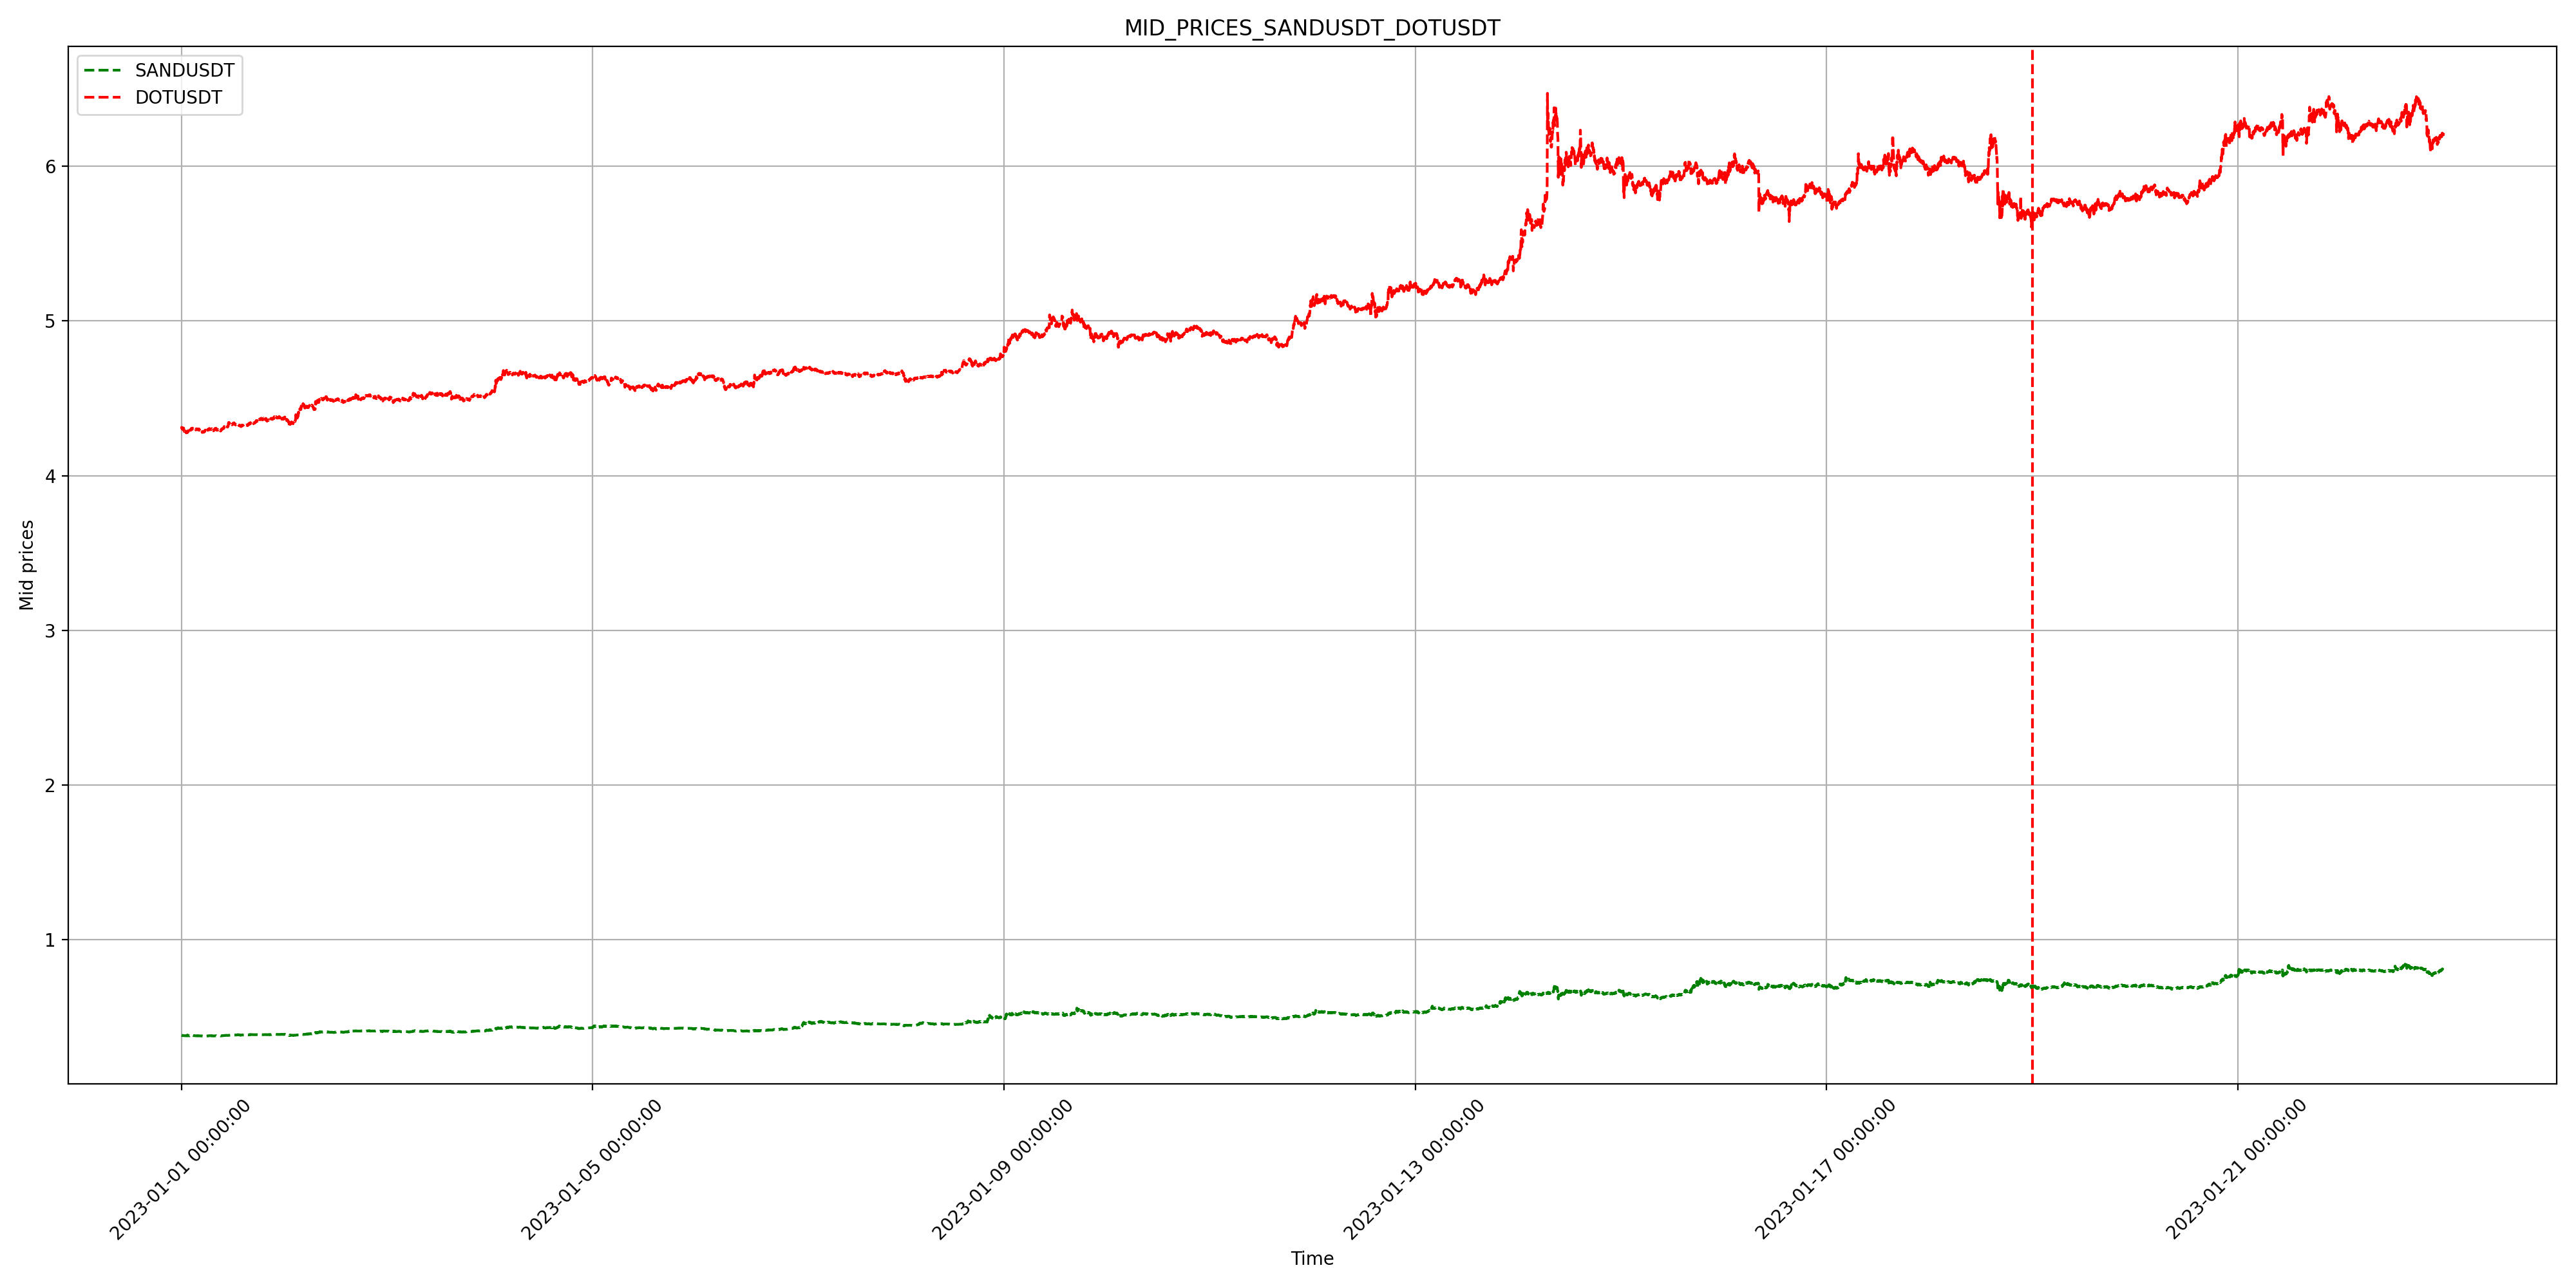 MID_PRICES_SANDUSDT_DOTUSDT
SANDUSDT
DOTUSDT
6
5
4
3
2
1
Mid prices
2023-01-01 00:00:00
2023-01-05 00:00:00
2023-01-09 00:00:00
2023-01-13 00:00:00
2023-01-17 00:00:00
2023-01-21 00:00:00
Time